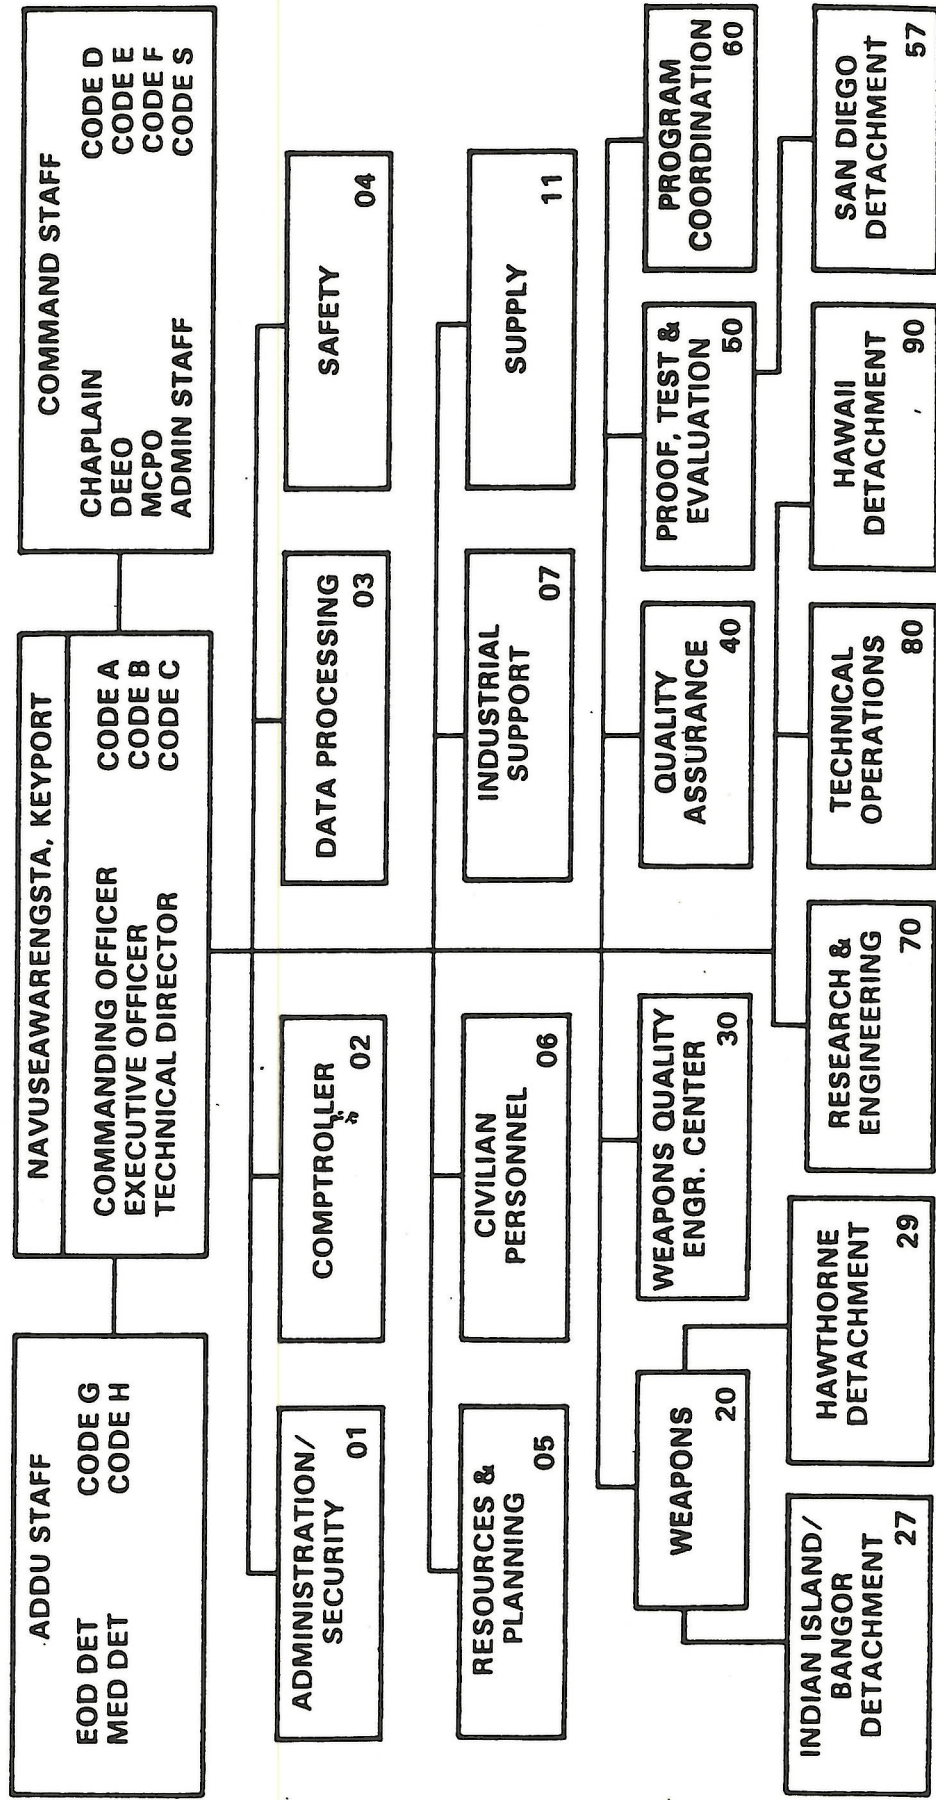 ADDU STAFF
EOD DET CODE G
MED DET CODE H
NAVUSEAWARENGSTA, KEYPORT
COMMANDING OFFICER CODE A
EXECUTIVE OFFICER CODE B
TECHNICAL DIRECTOR CODE C
COMMAND STAFF
CHAPLAIN CODE D
DEEO CODE E
MCPO CODE F
ADMIN STAFF CODE S
ADMINISTRATION/
SECURITY
01
COMPTROLLER
02
DATA PROCESSING
03
SAFETY
04
RESOURCES &
PLANNING
05
CIVILIAN
PERSONNEL
06
INDUSTRIAL
SUPPORT
07
SUPPLY
11
WEAPONS
20
WEAPONS QUALITY
ENGR. CENTER
30
QUALITY
ASSURANCE
40
PROOF, TEST &
EVALUATION
50
PROGRAM
COORDINATION
60
INDIAN ISLAND/
BANGOR
DETACHMENT
27
HAWTHORNE
DETACHMENT
29
RESEARCH &
ENGINEERING
70
TECHNICAL
OPERATIONS
80
HAWAII
DETACHMENT
90
SAN DIEGO
DETACHMENT
57